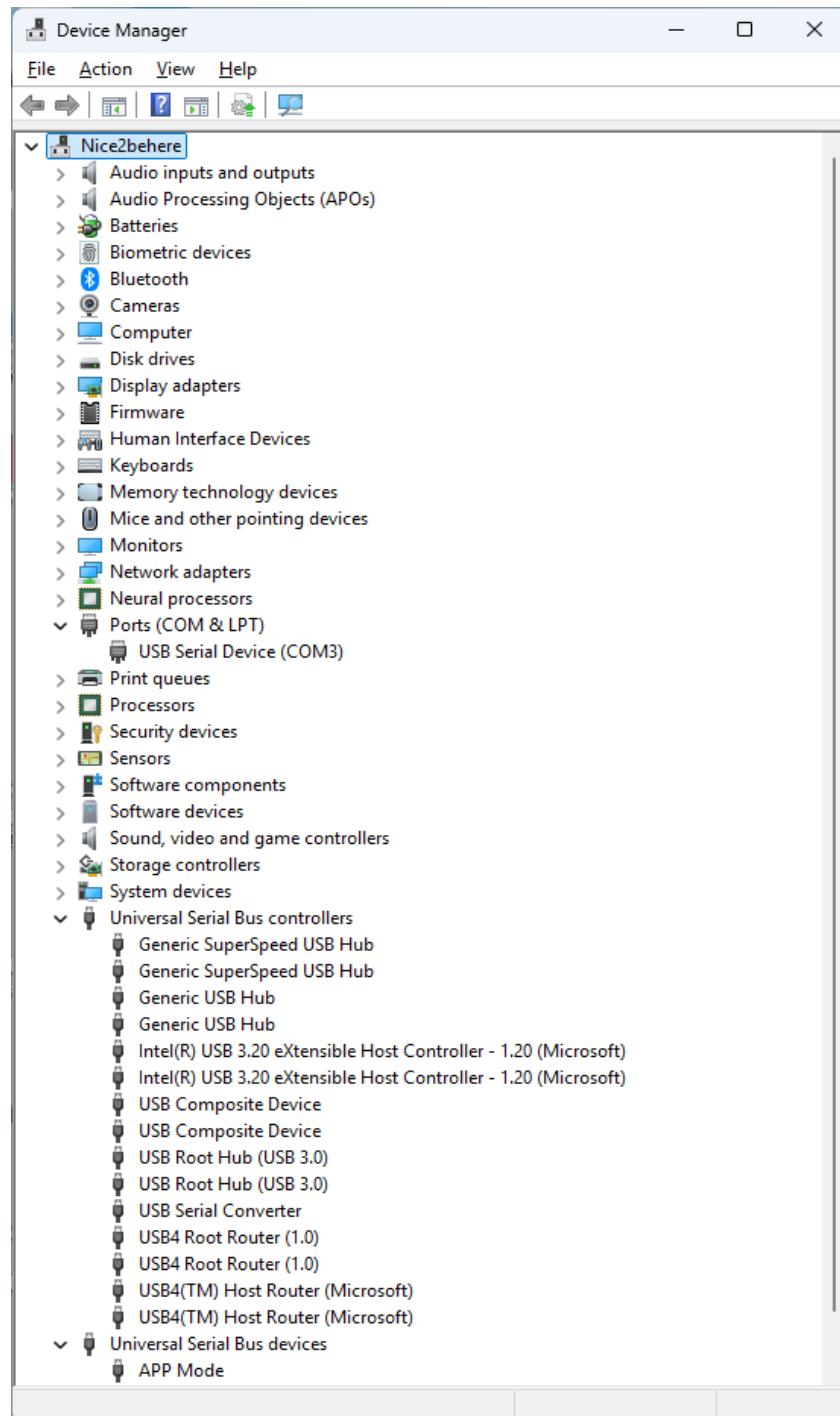 Device Manager
File Action View Help
Nice2behere
Audio inputs and outputs
Audio Processing Objects (APOs)
Batteries
Biometric devices
Bluetooth
Cameras
Computer
Disk drives
Display adapters
Firmware
Human Interface Devices
Keyboards
Memory technology devices
Mice and other pointing devices
Monitors
Network adapters
Neural processors
Ports (COM & LPT)
USB Serial Device (COM3)
Print queues
Processors
Security devices
Sensors
Software components
Software devices
Sound, video and game controllers
Storage controllers
System devices
Universal Serial Bus controllers
Generic SuperSpeed USB Hub
Generic SuperSpeed USB Hub
Generic USB Hub
Generic USB Hub
Intel(R) USB 3.20 eXtensible Host Controller - 1.20 (Microsoft)
Intel(R) USB 3.20 eXtensible Host Controller - 1.20 (Microsoft)
USB Composite Device
USB Composite Device
USB Root Hub (USB 3.0)
USB Root Hub (USB 3.0)
USB Serial Converter
USB4 Root Router (1.0)
USB4 Root Router (1.0)
USB4(TM) Host Router (Microsoft)
USB4(TM) Host Router (Microsoft)
Universal Serial Bus devices
APP Mode